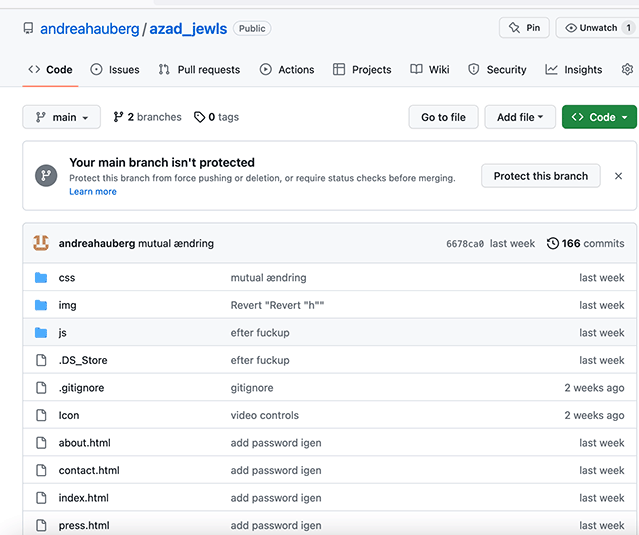 andreahauberg / azad_jewls Public Pin Unwatch 1
Code Issues Pull requests Actions Projects Wiki Security Insights
main 2 branches 0 tags Go to file Add file Code
Your main branch isn't protected
Protect this branch from force pushing or deletion, or require status checks before merging.
Learn more
Protect this branch
andreahauberg mutual ændring 6678ca0 last week 166 commits
css mutual ændring last week
img Revert "Revert "h"" last week
js efter fuckup last week
.DS_Store efter fuckup last week
.gitignore gitignore 2 weeks ago
Icon video controls 2 weeks ago
about.html add password igen last week
contact.html add password igen last week
index.html add password igen last week
press.html add password igen last week